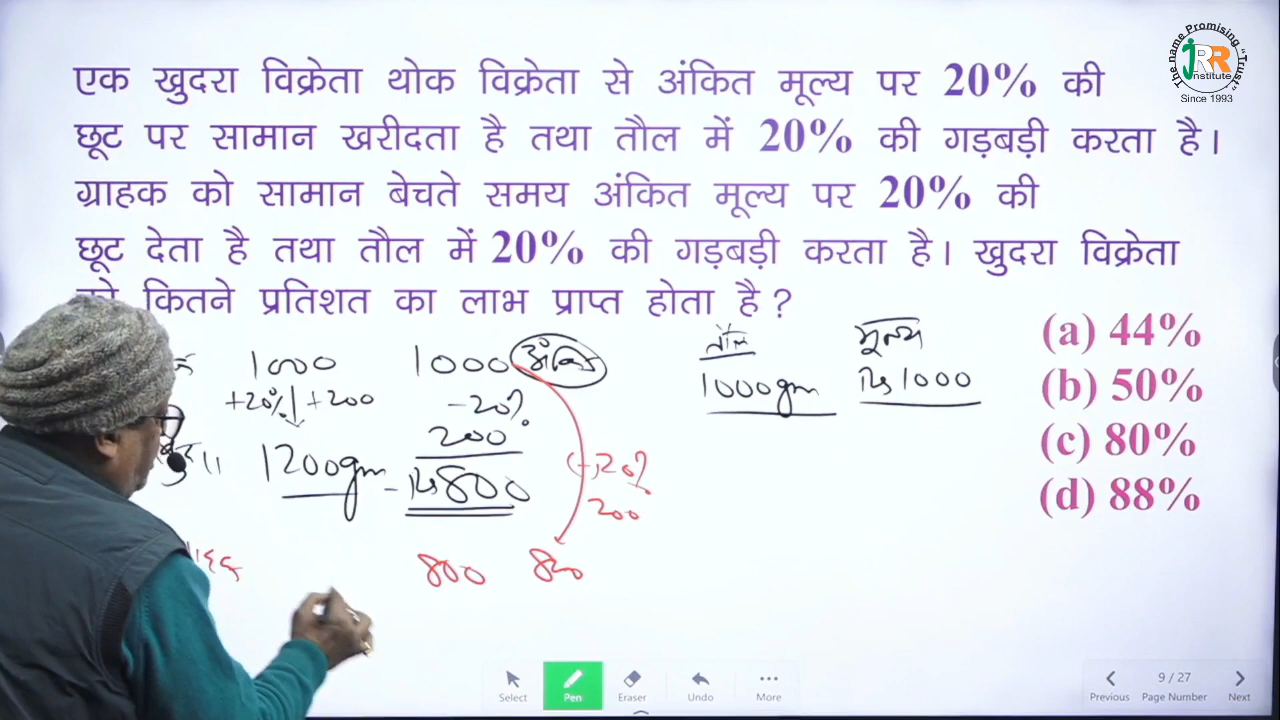 The name Promising "Trust"
JRR
Institute
Since 1993
एक खुदरा विक्रेता थोक विक्रेता से अंकित मूल्य पर 20% की
छूट पर सामान खरीदता है तथा तौल में 20% की गड़बड़ी करता है।
ग्राहक को सामान बेचते समय अंकित मूल्य पर 20% की
छूट देता है तथा तौल में 20% की गड़बड़ी करता है। खुदरा विक्रेता
कितने प्रतिशत का लाभ प्राप्त होता है?
(a) 44%
(b) 50%
(c) 80%
(d) 88%
1000 1000
मूल्य
1000gm Rs 1000
+20% +200 -20%
200
1200gm - Rs 800
(-) 20%
200
800 800
Select Pen Eraser Undo More
9 / 27
Previous Page Number Next